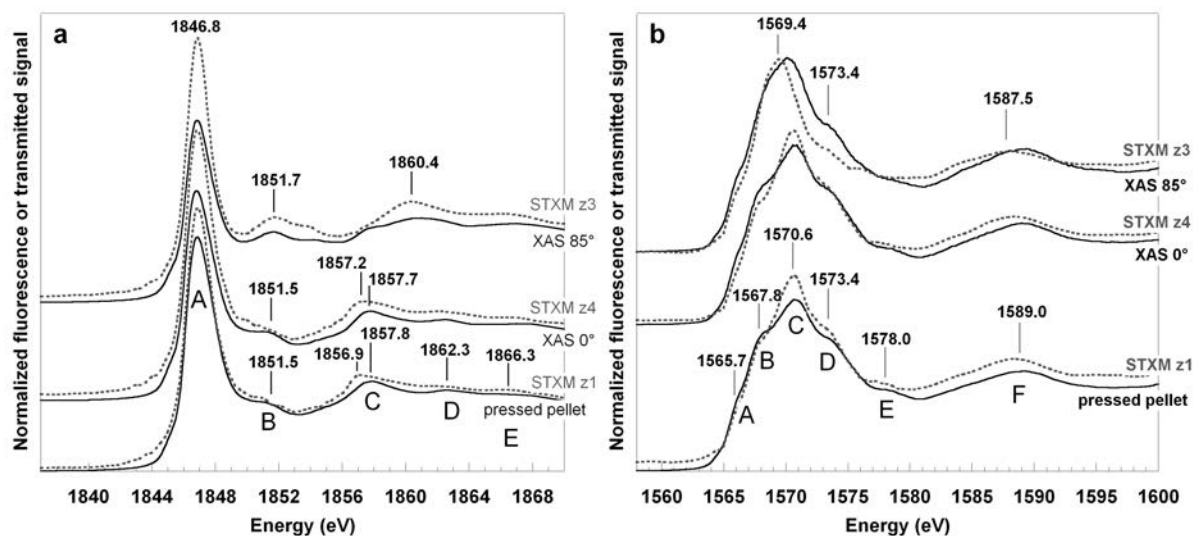 a
Normalized fluorescence or transmitted signal
1846.8
1851.7
1860.4
STXM z3
XAS 85°
1857.2
1857.7
1851.5
STXM z4
XAS 0°
A
1851.5
1856.9
1857.8
1862.3
1866.3
STXM z1
pressed pellet
B
C
D
E
1840 1844 1848 1852 1856 1860 1864 1868
Energy (eV)
b
Normalized fluorescence or transmitted signal
1569.4
1573.4
1587.5
STXM z3
XAS 85°
STXM z4
XAS 0°
1570.6
1567.8
1573.4
1565.7
1578.0
1589.0
A
B
C
D
E
F
STXM z1
pressed pellet
1560 1565 1570 1575 1580 1585 1590 1595 1600
Energy (eV)